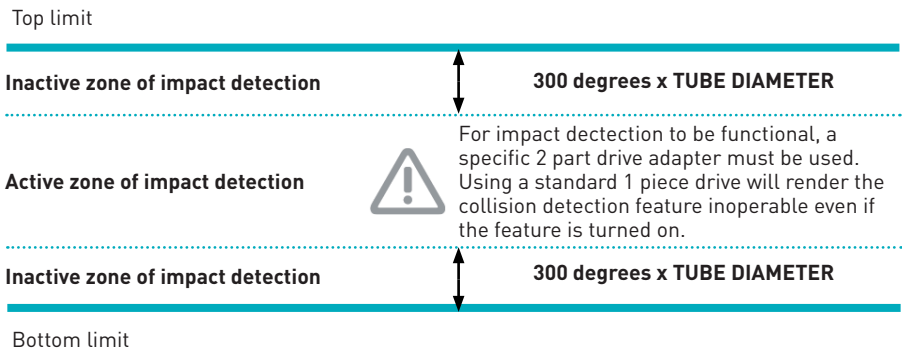 Top limit
Inactive zone of impact detection
300 degrees x TUBE DIAMETER
Active zone of impact detection
For impact dectection to be functional, a
specific 2 part drive adapter must be used.
Using a standard 1 piece drive will render the
collision detection feature inoperable even if
the feature is turned on.
Inactive zone of impact detection
300 degrees x TUBE DIAMETER
Bottom limit